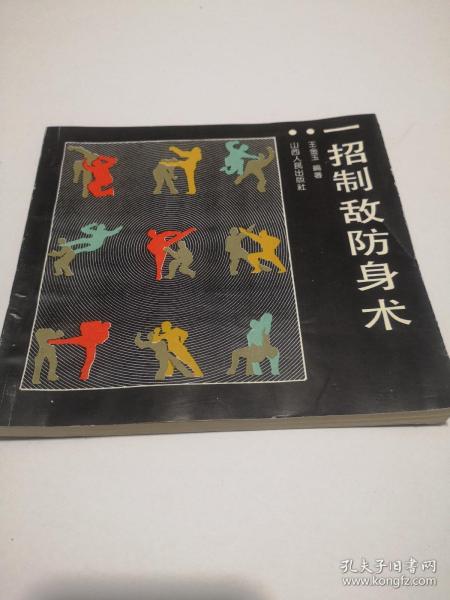 一招制敌防身术
王金玉 编著
山西人民出版社
孔夫子旧书网
www.kongfz.com